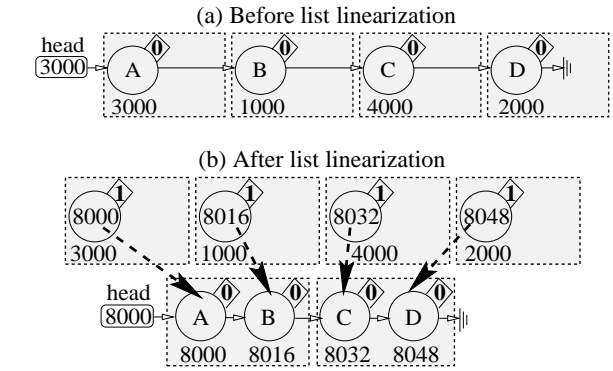 (a) Before list linearization
head
3000
A 0 B 0 C 0 D 0
3000 1000 4000 2000
(b) After list linearization
1 1 1 1
8000 8016 8032 8048
3000 1000 4000 2000
head
8000
0 0 0 0
A B C D
8000 8016 8032 8048